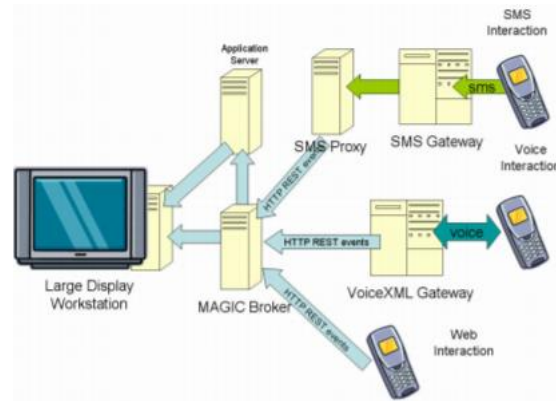 SMS
Interaction
Application
Server
sms
SMS Proxy
SMS Gateway
Voice
Interaction
HTTP REST events
HTTP REST events
voice
Large Display
Workstation
MAGIC Broker
VoiceXML Gateway
HTTP REST events
Web
Interaction